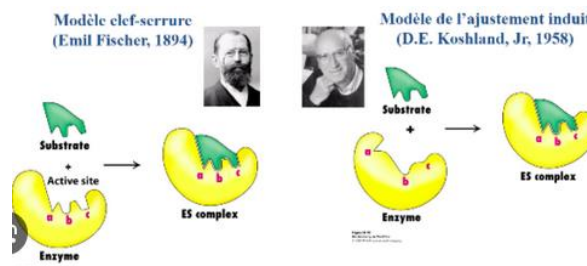 Modèle clef-serrure
(Emil Fischer, 1894)
Substrate
+
Active site
a b c
Enzyme
ES complex
a b c
Modèle de l'ajustement induit
(D.E. Koshland, Jr, 1958)
Substrate
+
a
b
c
Enzyme
ES complex
a b c